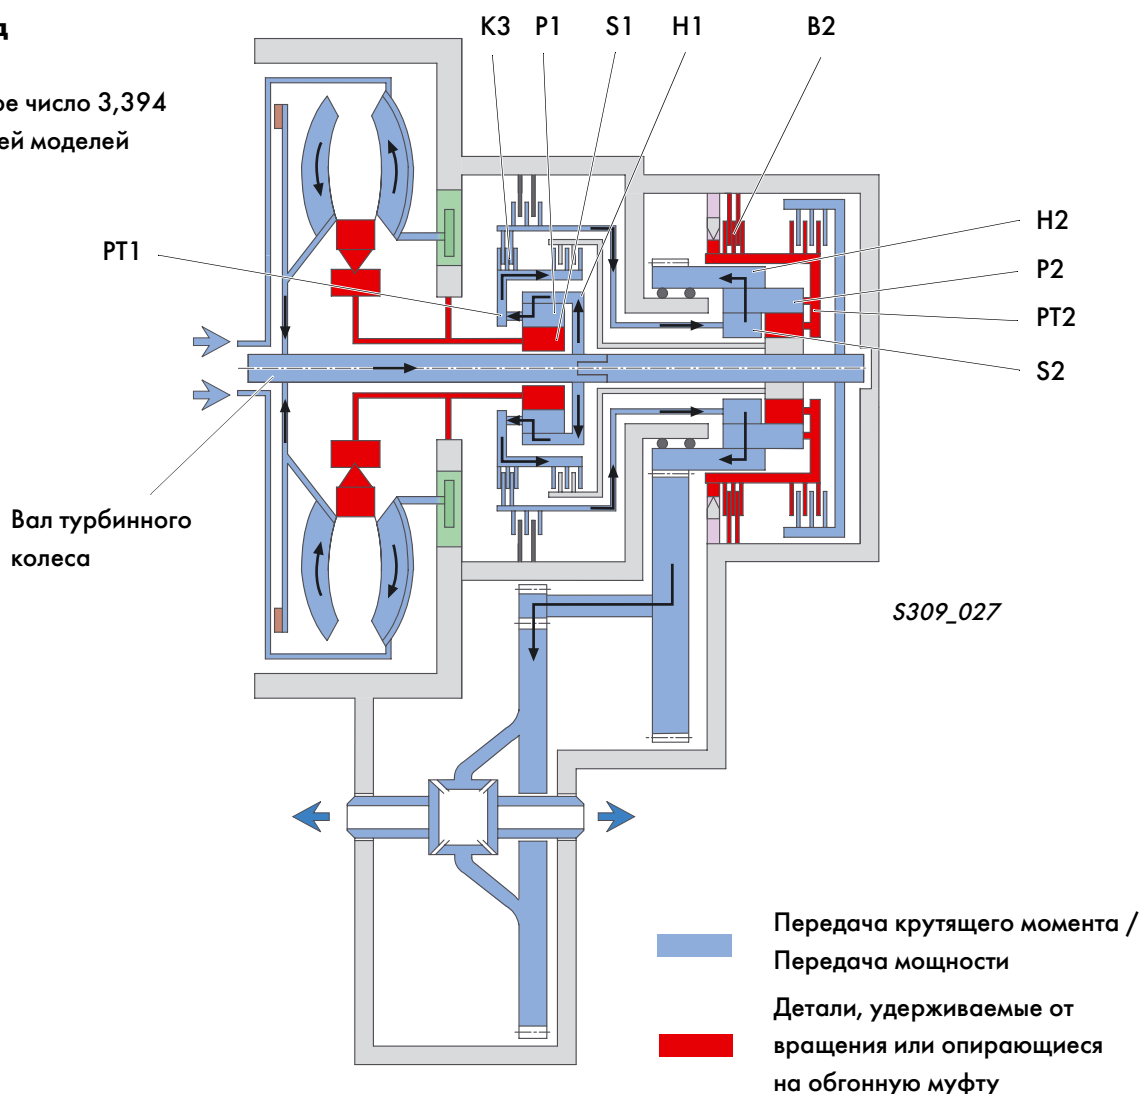 K3 P1 S1 H1 B2
ре число 3,394
ей моделей
H2
PT1
P2
PT2
S2
Вал турбинного
колеса
S309_027
Передача крутящего момента /
Передача мощности
Детали, удерживаемые от
вращения или опирающиеся
на обгонную муфту